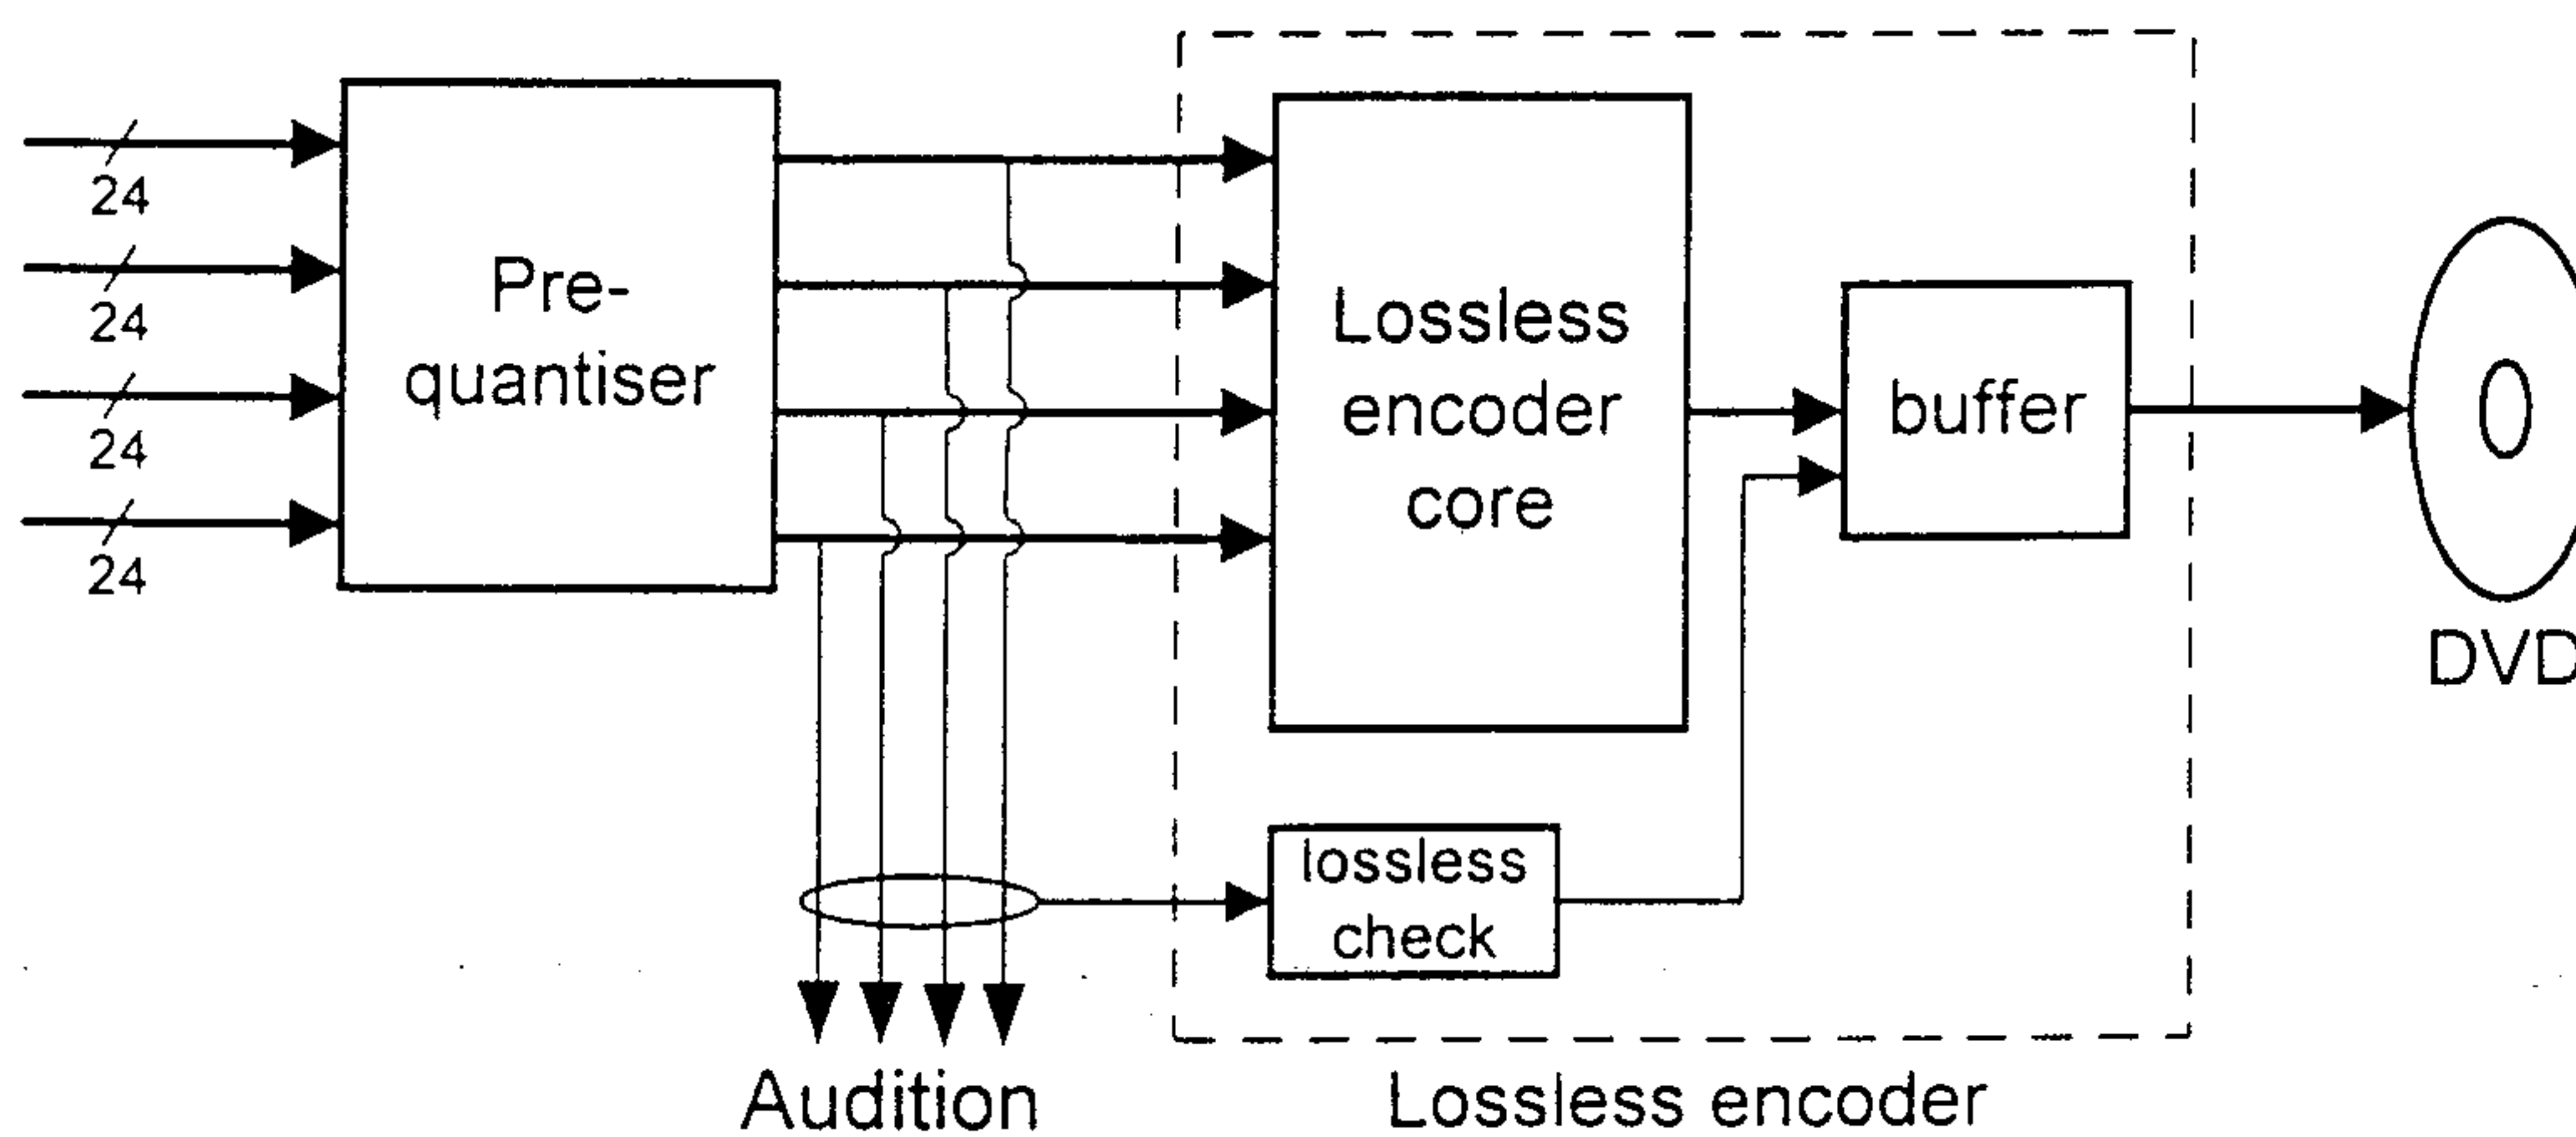 24
24
24
24
Pre-
quantiser
Lossless
encoder
core
buffer
DVD
lossless
check
Audition
Lossless encoder